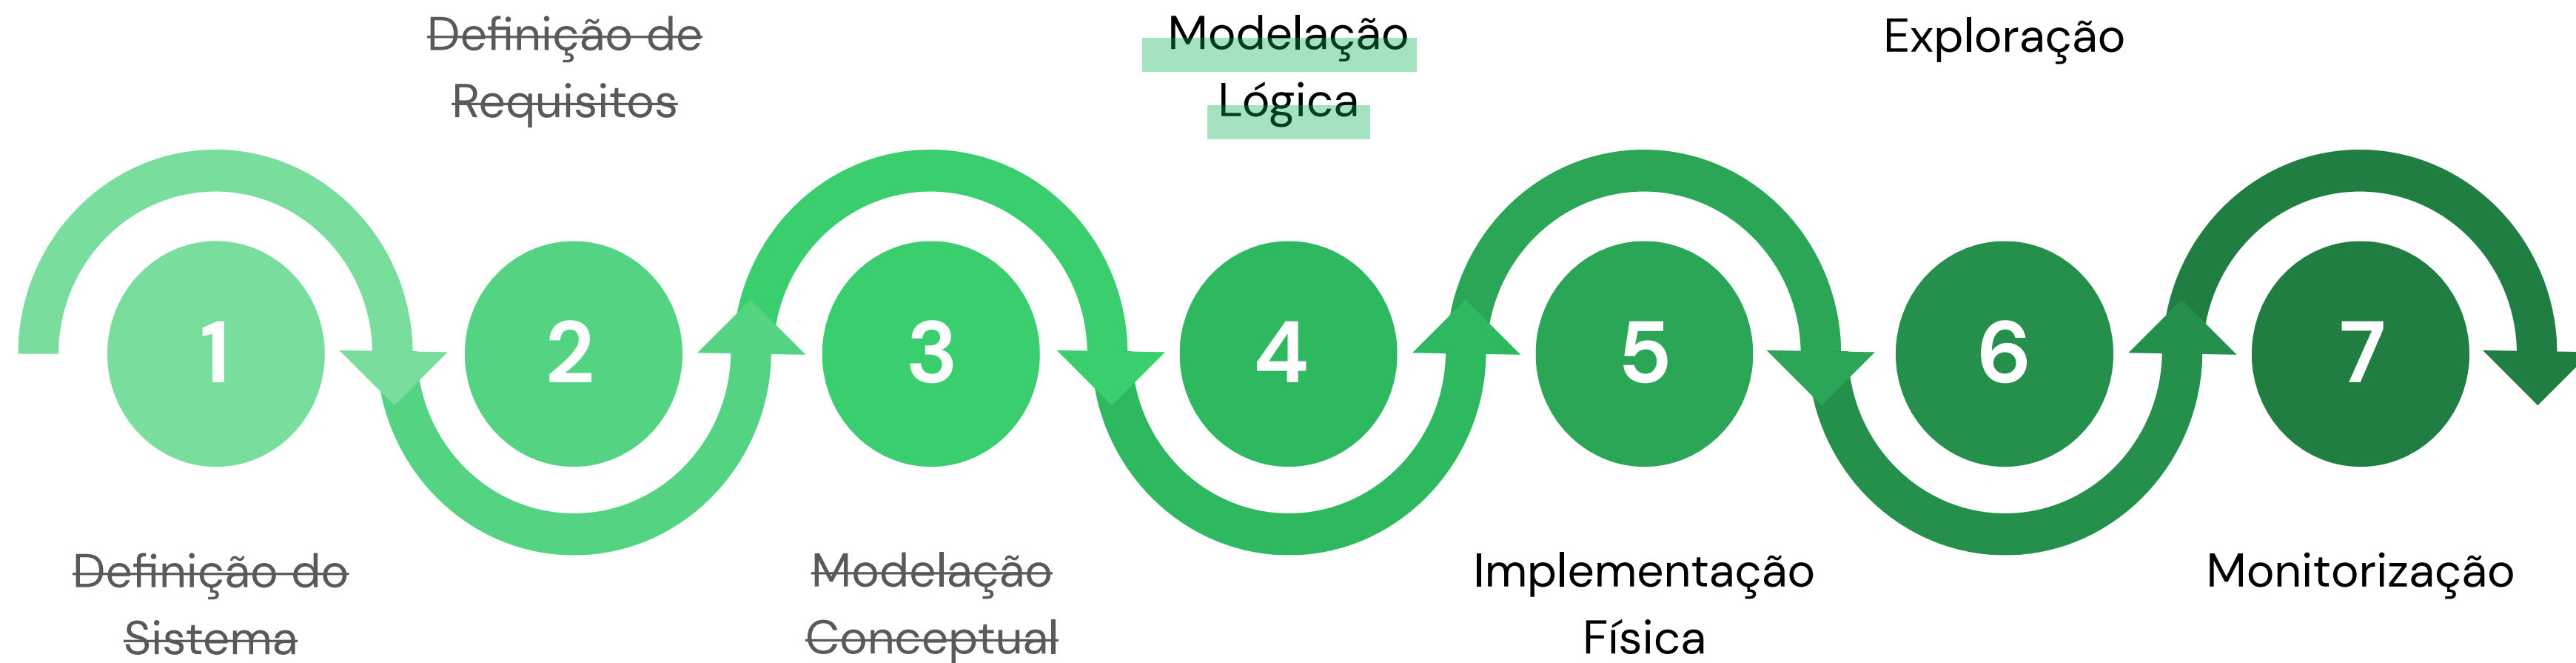 Definição de
Requisitos
Modelação
Lógica
Exploração
1
2
3
4
5
6
7
Definição do
Sistema
Modelação
Conceptual
Implementação
Física
Monitorização